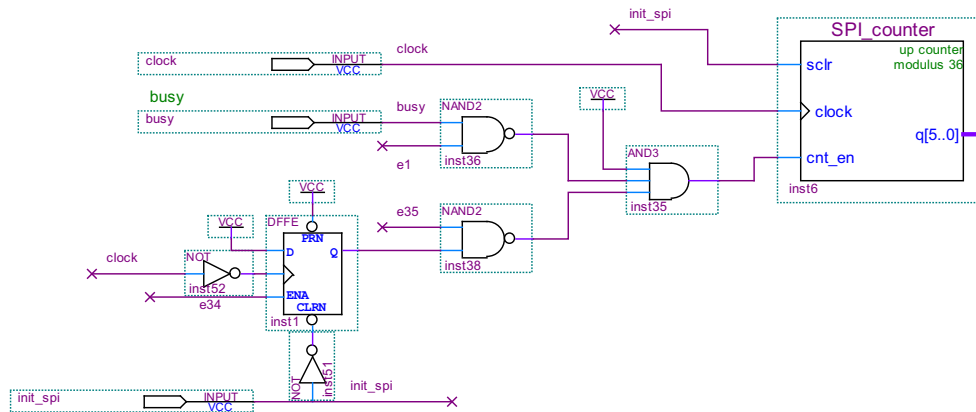 init_spi
SPI_counter
clock
INPUT
VCC
clock
up counter
modulus 36
sclr
busy
busy
INPUT
VCC
busy
NAND2
e1
inst36
VCC
clock
q[5..0]
cnt_en
inst6
AND3
inst35
VCC
VCC
DFFE
PRN
D
Q
e35
NAND2
inst38
clock
NOT
inst52
e34
ENA
CLRN
inst1
NOT
inst51
init_spi
INPUT
VCC
init_spi